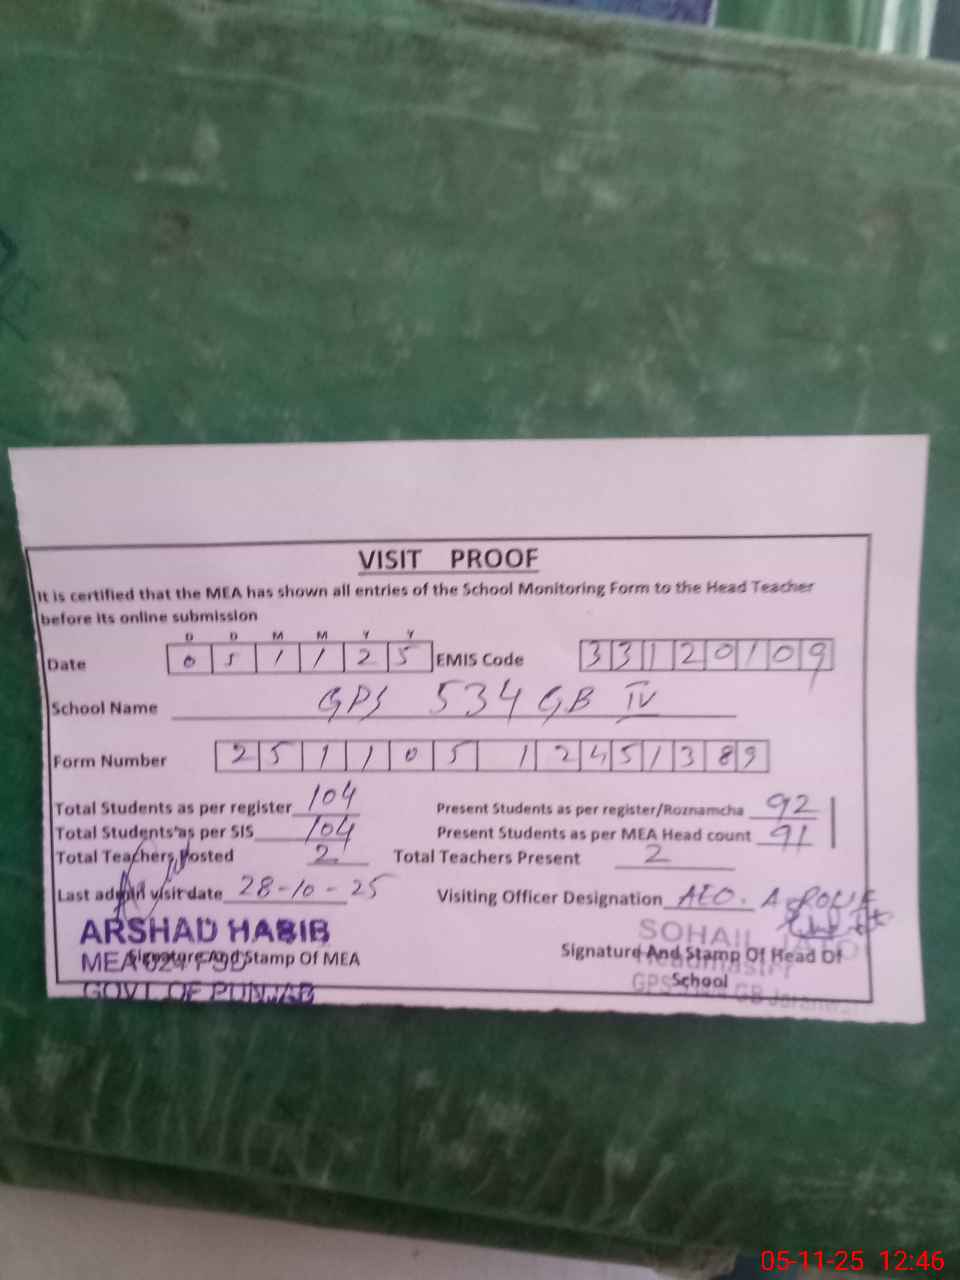 VISIT PROOF
It is certified that the MEA has shown all entries of the School Monitoring Form to the Head Teacher
before its online submission
D D M M Y Y
Date 0 5 1 1 2 5 EMIS Code 3 3 1 2 0 1 0 9
School Name GPS 534 GB IV
Form Number 2 5 1 1 0 5 1 2 4 5 1 3 8 9
Total Students as per register 104 Present Students as per register/Roznamcha 92
Total Students as per SIS 104 Present Students as per MEA Head count 91
Total Teachers Posted 2 Total Teachers Present 2
Last admin visit date 28-10-25 Visiting Officer Designation AEO.
ARSHAD HABIB SOHAIL
MEA Signature And Stamp Of MEA Signature And Stamp Of Head Of
School
GOVT. OF PUNJAB GPS GB
05-11-25 12:46